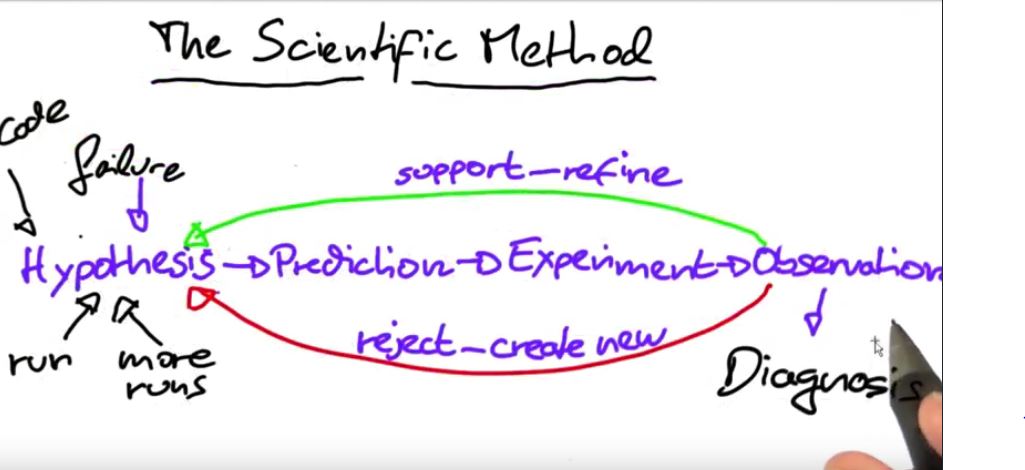 The Scientific Method
code
failure
support - refine
Hypothesis → Prediction → Experiment → Observation
reject - create new
run
more
runs
Diagnosis